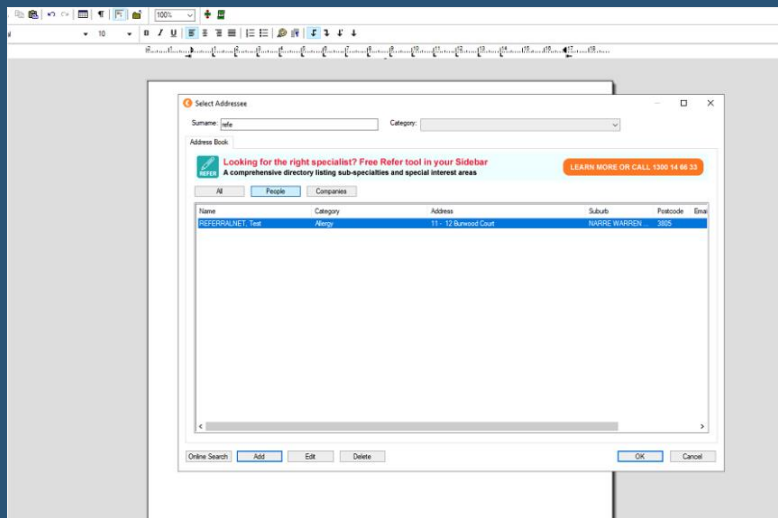 100%
10
B I U
Select Addressee
Surname: refe
Category:
Address Book
REFER
Looking for the right specialist? Free Refer tool in your Sidebar
A comprehensive directory listing sub-specialties and special interest areas
LEARN MORE OR CALL 1300 14 66 33
All People Companies
Name Category Address Suburb Postcode Emai
REFERRALNET, Test Allergy 11 - 12 Burwood Court NARRE WARREN ... 3805
Online Search Add Edit Delete OK Cancel